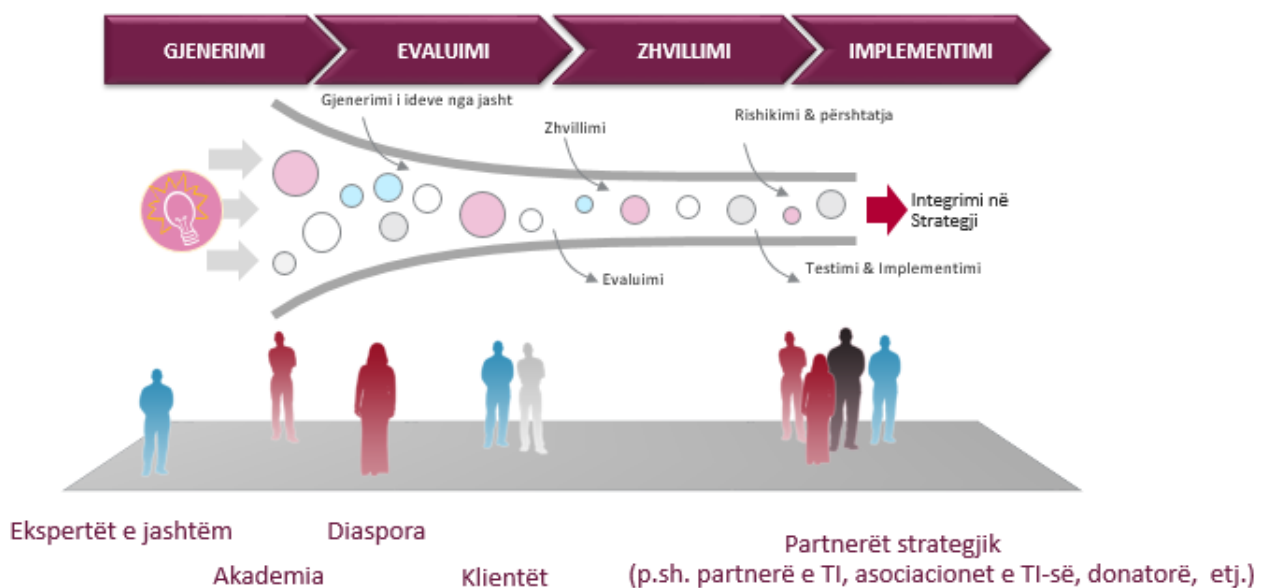 GJENERIMI
EVALUIMI
ZHVILLIMI
IMPLEMENTIMI
Gjenerimi i ideve nga jasht
Zhvillimi
Rishikimi & përshtatja
Integrimi në
Strategji
Evaluimi
Testimi & Implementimi
Ekspertët e jashtëm
Diaspora
Akademia
Klientët
Partnerët strategjik
(p.sh. partnerë e TI, asociacionet e TI-së, donatorë, etj.)